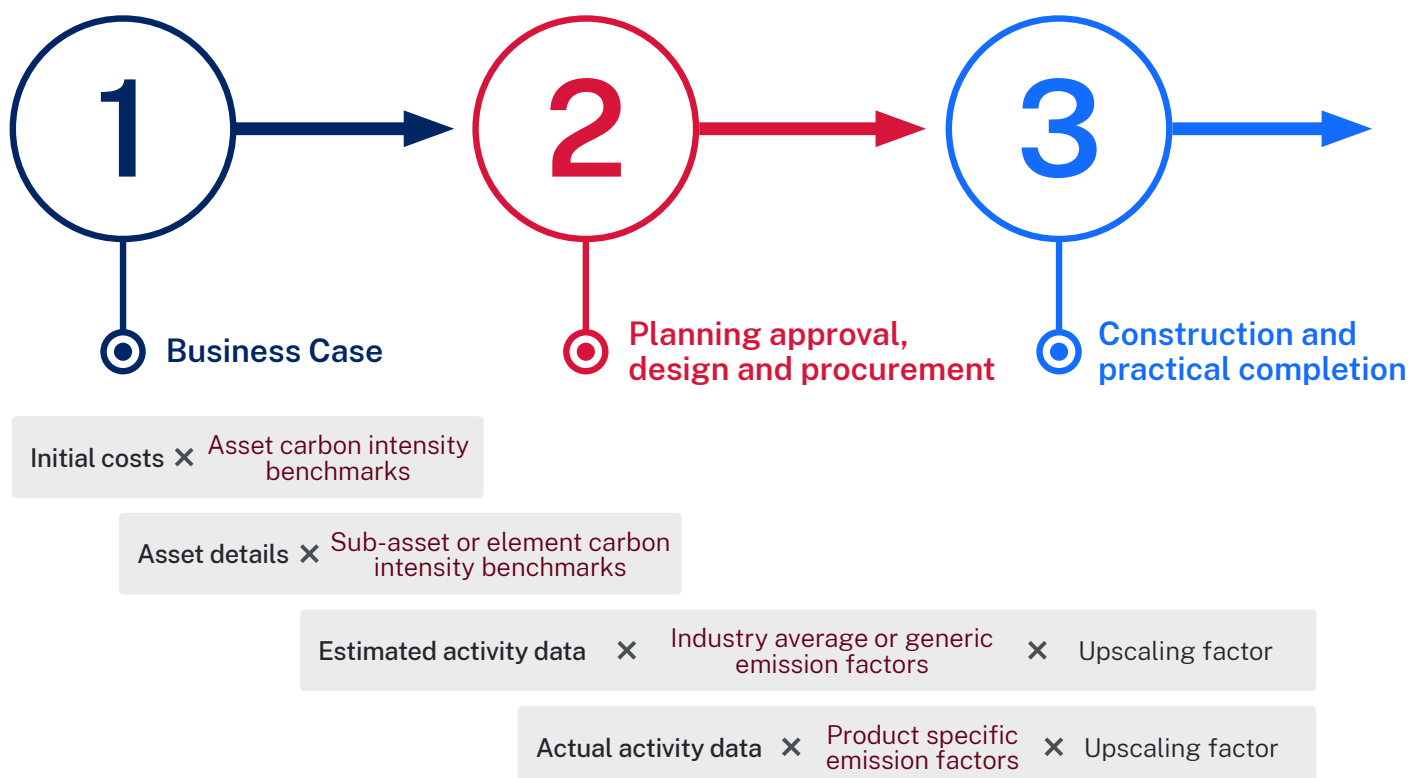 1
2
3
Business Case
Planning approval,
design and procurement
Construction and
practical completion
Initial costs × Asset carbon intensity
benchmarks
Asset details × Sub-asset or element carbon
intensity benchmarks
Estimated activity data × Industry average or generic
emission factors × Upscaling factor
Actual activity data × Product specific
emission factors × Upscaling factor